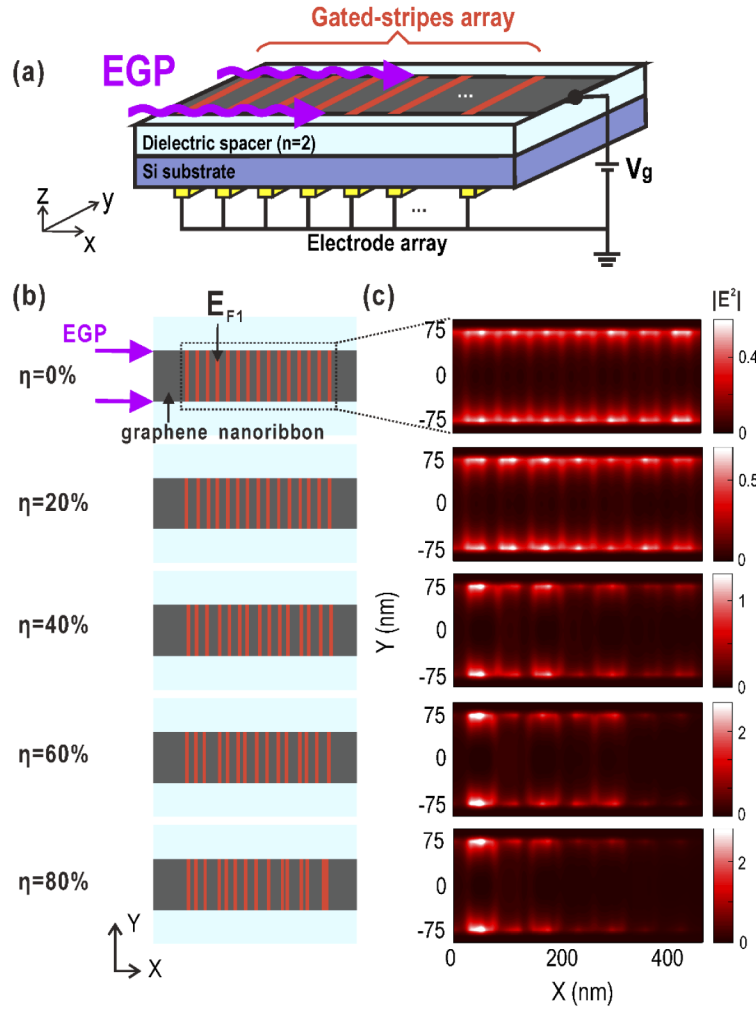 Gated-stripes array
(a)
EGP
...
Dielectric spacer (n=2)
Si substrate
Vg
z
y
x
...
Electrode array
(b)
(c)
EGP
E_F1
|E²|
η=0%
graphene nanoribbon
75
0
-75
0.4
0
η=20%
75
0
-75
0.5
0
η=40%
75
0
-75
1
0
Y (nm)
η=60%
75
0
-75
2
0
η=80%
75
0
-75
2
0
Y
X
0
200
400
X (nm)